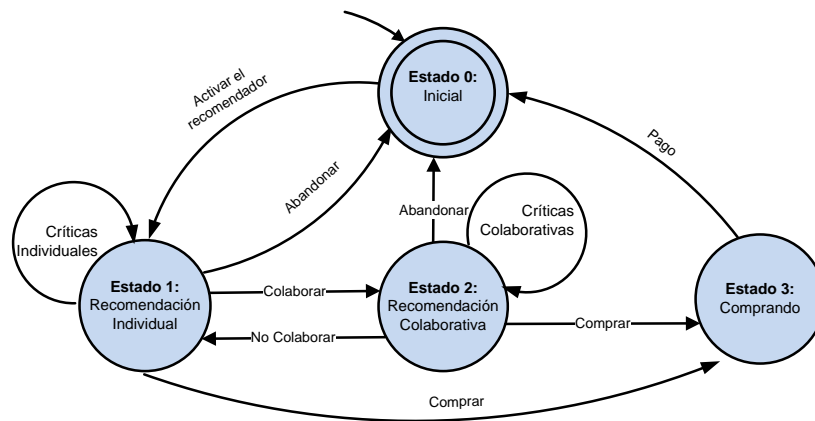 Estado 0:
Inicial
Activar el
recomendador
Abandonar
Pago
Críticas
Individuales
Abandonar
Críticas
Colaborativas
Estado 1:
Recomendación
Individual
Colaborar
No Colaborar
Estado 2:
Recomendación
Colaborativa
Comprar
Estado 3:
Comprando
Comprar